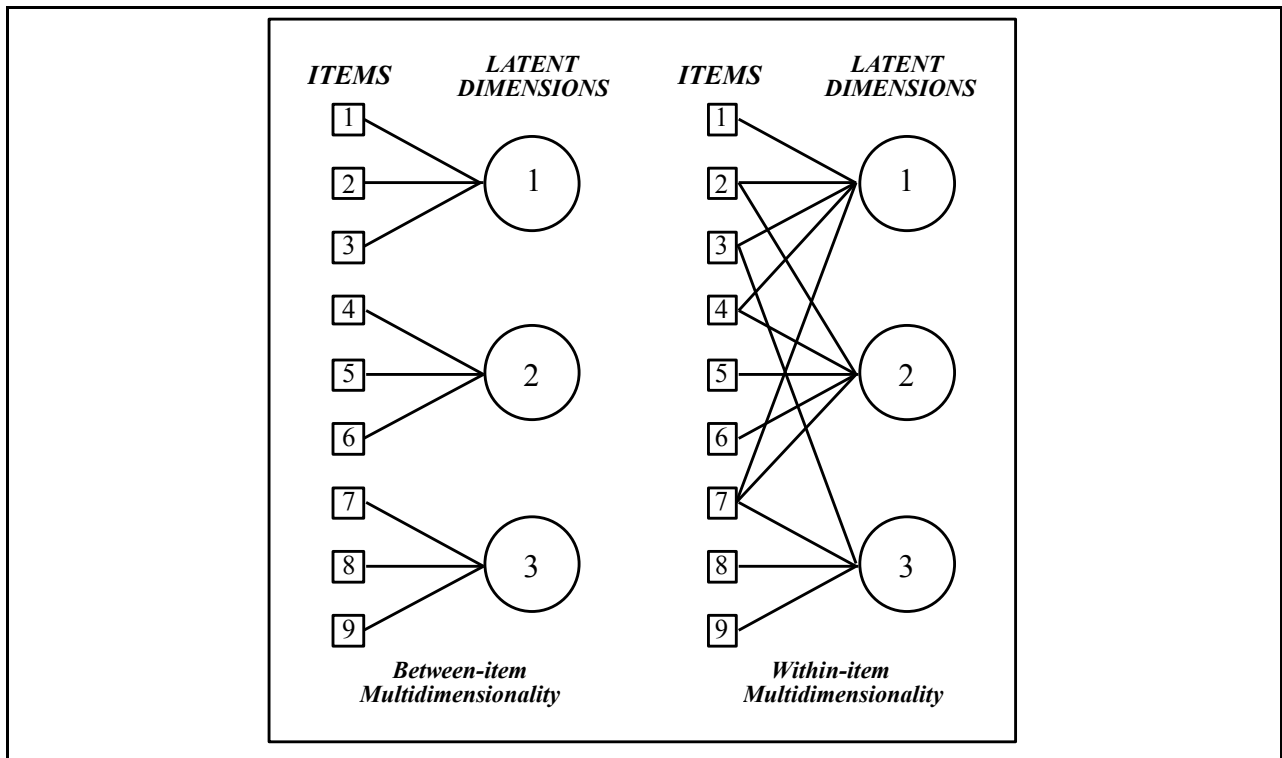 ITEMS
LATENT
DIMENSIONS
1
2
3
4
5
6
7
8
9
1
2
3
Between-item
Multidimensionality
ITEMS
LATENT
DIMENSIONS
1
2
3
4
5
6
7
8
9
1
2
3
Within-item
Multidimensionality